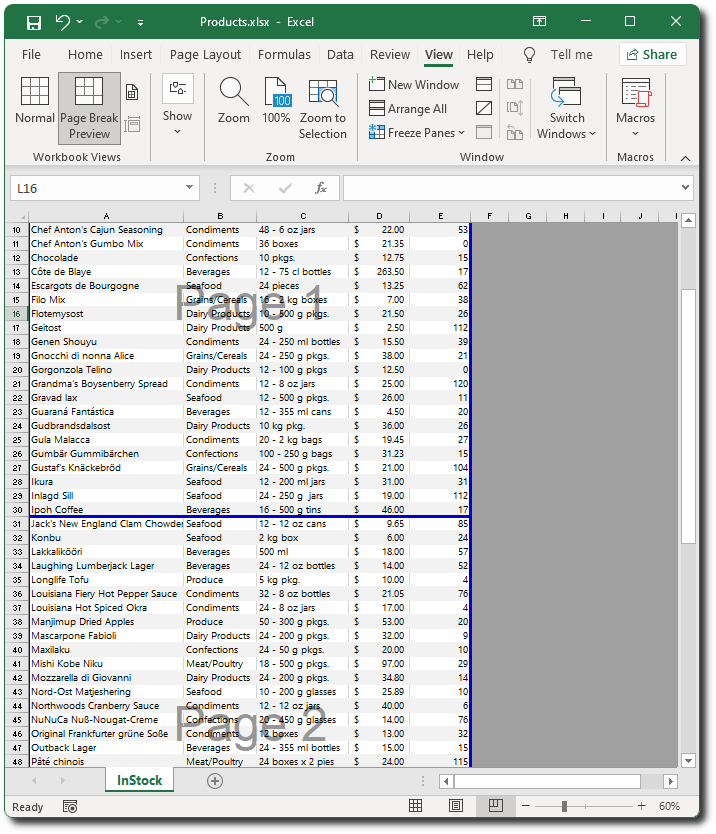 Products.xlsx - Excel
File Home Insert Page Layout Formulas Data Review View Help Tell me Share
Normal Page Break Preview Show Zoom 100% Zoom to Selection New Window Arrange All Freeze Panes Switch Windows Macros
100
Workbook Views Zoom Window Macros
L16 fx
A B C D E F G H I J
10 Chef Anton's Cajun Seasoning Condiments 48 - 6 oz jars $ 22.00 53
11 Chef Anton's Gumbo Mix Condiments 36 boxes $ 21.35 0
12 Chocolade Confections 10 pkgs. $ 12.75 15
13 Côte de Blaye Beverages 12 - 75 cl bottles $ 263.50 17
14 Escargots de Bourgogne Seafood 24 pieces $ 13.25 62
15 Filo Mix Grains/Cereals 16 - 2 kg boxes $ 7.00 38
Page 1
16 Flotemysost Dairy Products 10 - 500 g pkgs. $ 21.50 26
17 Geitost Dairy Products 500 g $ 2.50 112
18 Genen Shouyu Condiments 24 - 250 ml bottles $ 15.50 39
19 Gnocchi di nonna Alice Grains/Cereals 24 - 250 g pkgs. $ 38.00 21
20 Gorgonzola Telino Dairy Products 12 - 100 g pkgs $ 12.50 0
21 Grandma's Boysenberry Spread Condiments 12 - 8 oz jars $ 25.00 120
22 Gravad lax Seafood 12 - 500 g pkgs. $ 26.00 11
23 Guaraná Fantástica Beverages 12 - 355 ml cans $ 4.50 20
24 Gudbrandsdalsost Dairy Products 10 kg pkg. $ 36.00 26
25 Gula Malacca Condiments 20 - 2 kg bags $ 19.45 27
26 Gumbär Gummibärchen Confections 100 - 250 g bags $ 31.23 15
27 Gustaf's Knäckebröd Grains/Cereals 24 - 500 g pkgs. $ 21.00 104
28 Ikura Seafood 12 - 200 ml jars $ 31.00 31
29 Inlagd Sill Seafood 24 - 250 g jars $ 19.00 112
30 Ipoh Coffee Beverages 16 - 500 g tins $ 46.00 17
31 Jack's New England Clam Chowder Seafood 12 - 12 oz cans $ 9.65 85
32 Konbu Seafood 2 kg box $ 6.00 24
33 Lakkalikööri Beverages 500 ml $ 18.00 57
34 Laughing Lumberjack Lager Beverages 24 - 12 oz bottles $ 14.00 52
35 Longlife Tofu Produce 5 kg pkg. $ 10.00 4
36 Louisiana Fiery Hot Pepper Sauce Condiments 32 - 8 oz bottles $ 21.05 76
37 Louisiana Hot Spiced Okra Condiments 24 - 8 oz jars $ 17.00 4
38 Manjimup Dried Apples Produce 50 - 300 g pkgs. $ 53.00 20
39 Mascarpone Fabioli Dairy Products 24 - 200 g pkgs. $ 32.00 9
40 Maxilaku Confections 24 - 50 g pkgs. $ 20.00 10
41 Mishi Kobe Niku Meat/Poultry 18 - 500 g pkgs. $ 97.00 29
42 Mozzarella di Giovanni Dairy Products 24 - 200 g pkgs. $ 34.80 14
43 Nord-Ost Matjeshering Seafood 10 - 200 g glasses $ 25.89 10
44 Northwoods Cranberry Sauce Condiments 12 - 12 oz jars $ 40.00 6
45 NuNuCa Nuß-Nougat-Creme Confections 20 - 450 g glasses $ 14.00 76
Page 2
46 Original Frankfurter grüne Soße Condiments 12 boxes $ 13.00 32
47 Outback Lager Beverages 24 - 355 ml bottles $ 15.00 15
48 Pâté chinois Meat/Poultry 24 boxes x 2 pies $ 24.00 115
InStock
Ready 60%